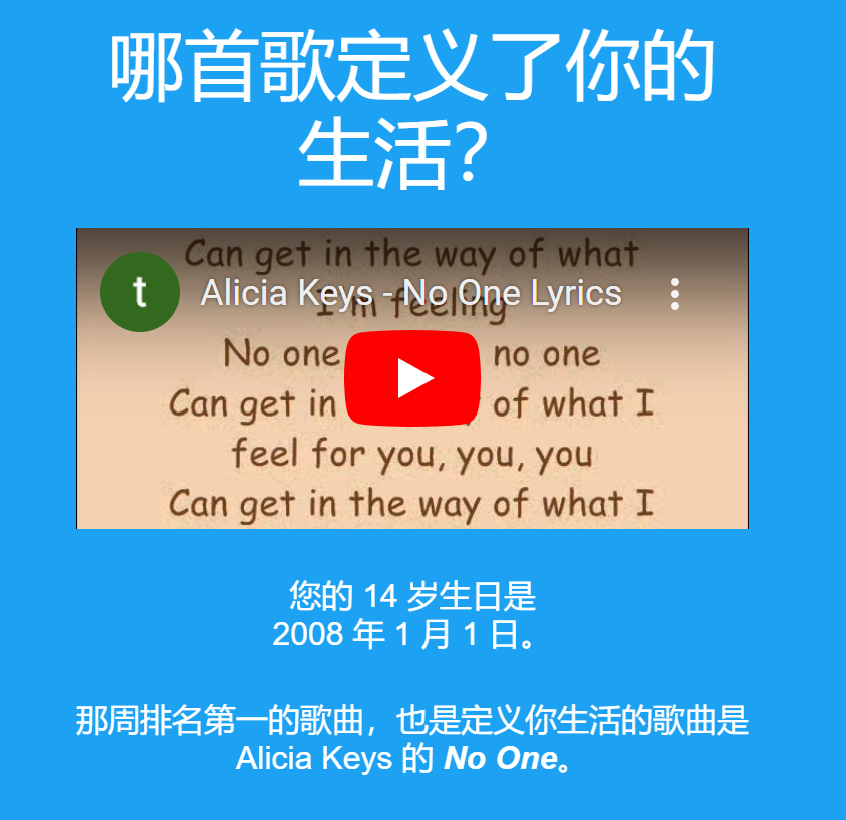 哪首歌定义了你的
生活？
Can get in the way of what
t
Alicia Keys - No One Lyrics
I'm feeling
No one
no one
Can get in
of what I
feel for you, you, you
Can get in the way of what I
您的 14 岁生日是
2008 年 1 月 1 日。
那周排名第一的歌曲，也是定义你生活的歌曲是
Alicia Keys 的 No One。